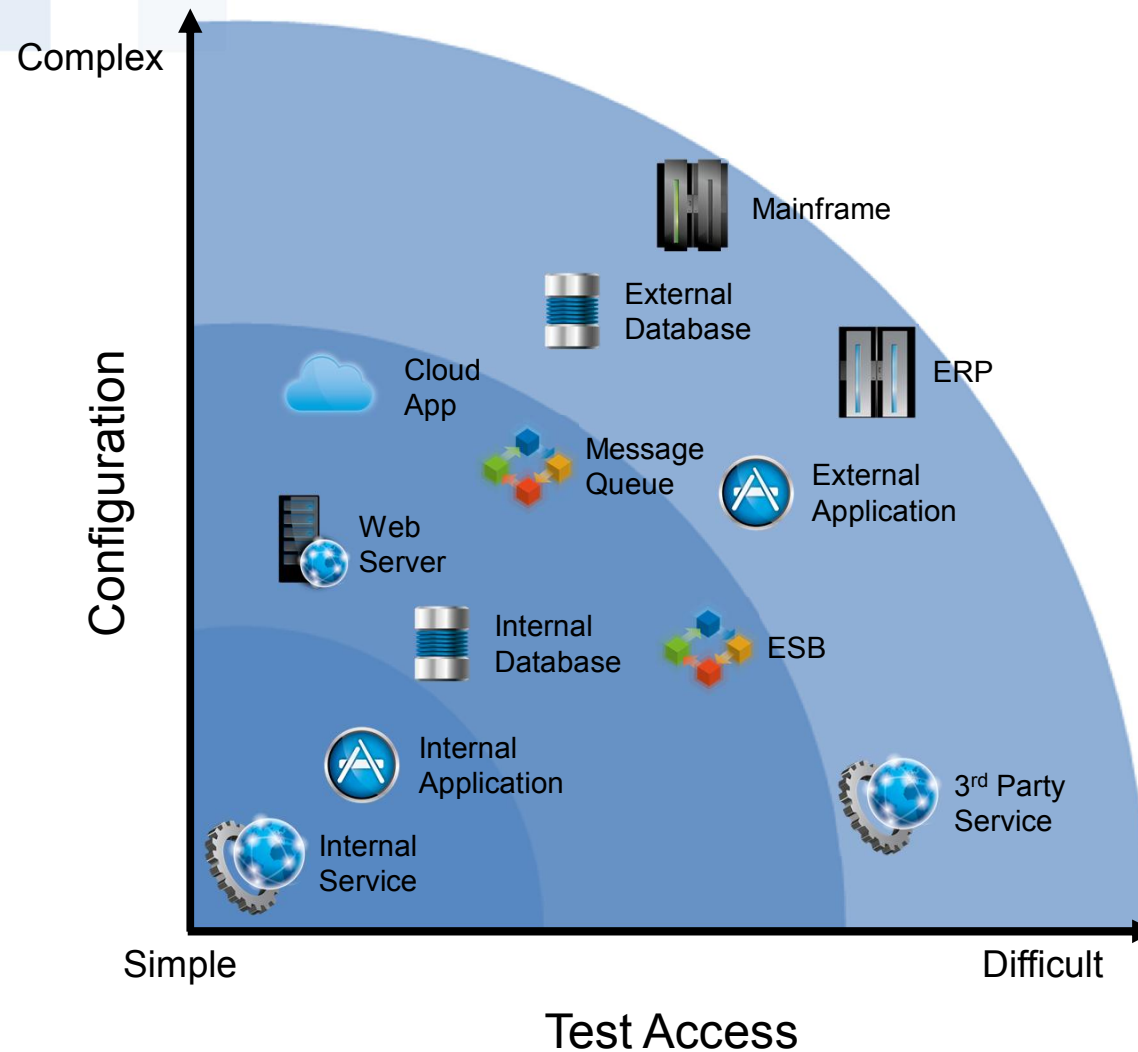 Complex
Mainframe
External
Database
ERP
Cloud
App
Message
Queue
External
Application
Configuration
Web
Server
Internal
Database
ESB
Internal
Application
3rd Party
Service
Internal
Service
Simple
Difficult
Test Access